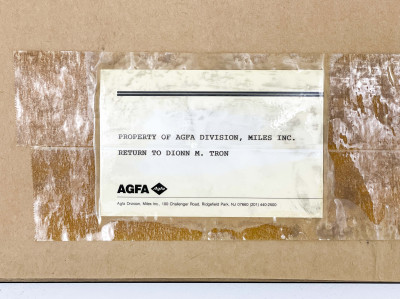 PROPERTY OF AGFA DIVISION, MILES INC.
RETURN TO DIONN M. TRON
AGFA
Agfa Division, Miles Inc., 100 Challenger Road, Ridgefield Park, NJ 07660 (201) 440-2500